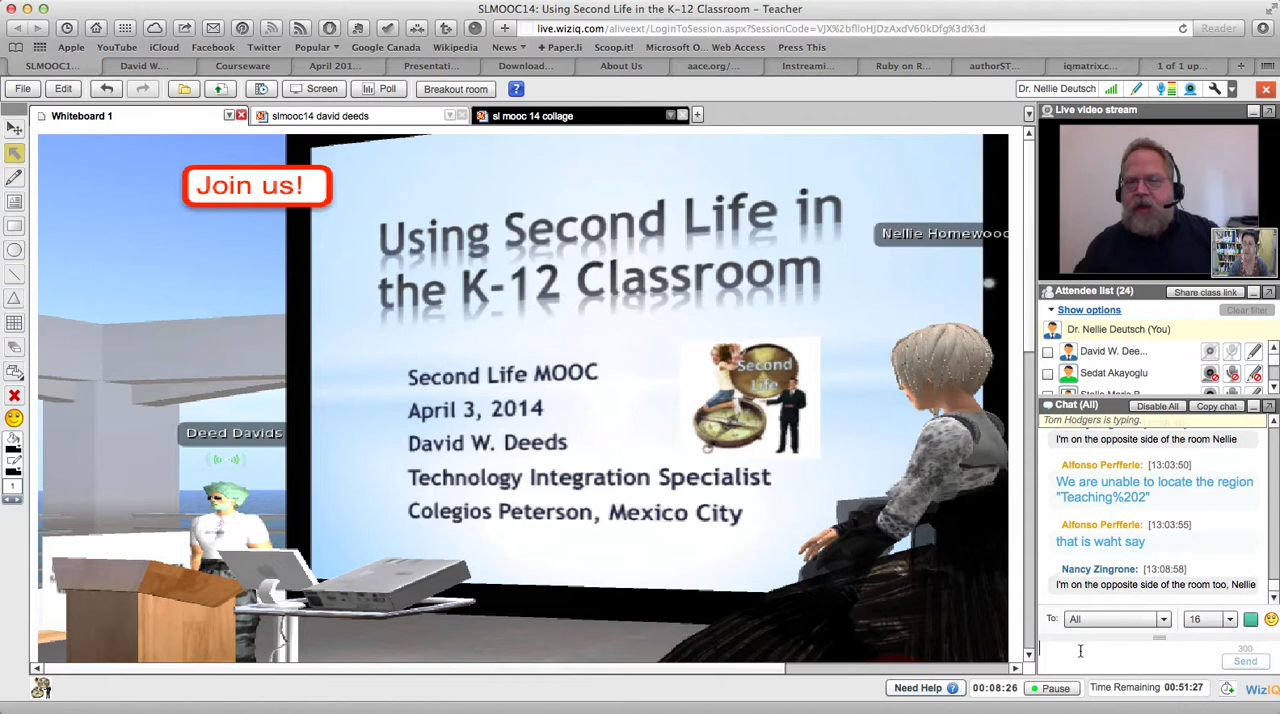 SLMOOC14: Using Second Life in the K-12 Classroom - Teacher
live.wiziq.com/aliveext/LoginToSession.aspx?SessionCode=VJX%2bflloHJDzAxdV60kDfg%3d%3d
Reader
Apple YouTube iCloud Facebook Twitter Popular Google Canada Wikipedia News + Paper.li Scoop.it! Microsoft O... Web Access Press This
SLMOOC1... David W.... Courseware April 201... Presentati... Download... About Us aace.org/... Instreami... Ruby on R... authorST... iqmatrix.c... 1 of 1 up...
File Edit Screen Poll Breakout room ? Dr. Nellie Deutsch
Whiteboard 1 slmooc14 david deeds sl mooc 14 collage
Live video stream
Join us!
Using Second Life in
the K-12 Classroom
Nellie Homewood
Second Life MOOC
April 3, 2014
David W. Deeds
Technology Integration Specialist
Colegios Peterson, Mexico City
Second
Life
Deed Davids
1
Attendee list (24) Share class link
Show options Clear filter
Dr. Nellie Deutsch (You)
David W. Dee...
Sedat Akayoglu
Chat (All) Disable All Copy chat
Tom Hodgers is typing.
I'm on the opposite side of the room Nellie
Alfonso Perfferle: [13:03:50]
We are unable to locate the region
"Teaching%202"
Alfonso Perfferle: [13:03:55]
that is waht say
Nancy Zingrone: [13:08:58]
I'm on the opposite side of the room too, Nellie
To: All 16
300
Send
Need Help ? 00:08:26 Pause Time Remaining 00:51:27 WizIQ